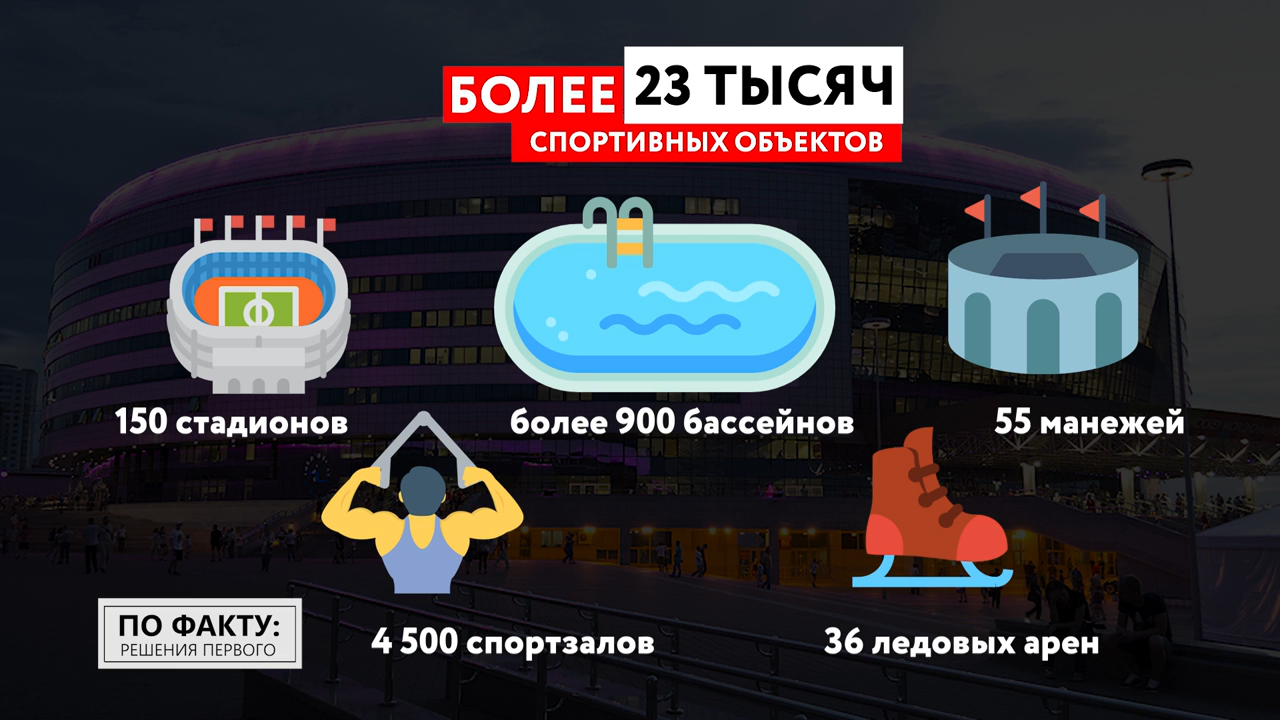 БОЛЕЕ 23 ТЫСЯЧ
СПОРТИВНЫХ ОБЪЕКТОВ
150 стадионов
более 900 бассейнов
55 манежей
4 500 спортзалов
36 ледовых арен
ПО ФАКТУ:
РЕШЕНИЯ ПЕРВОГО